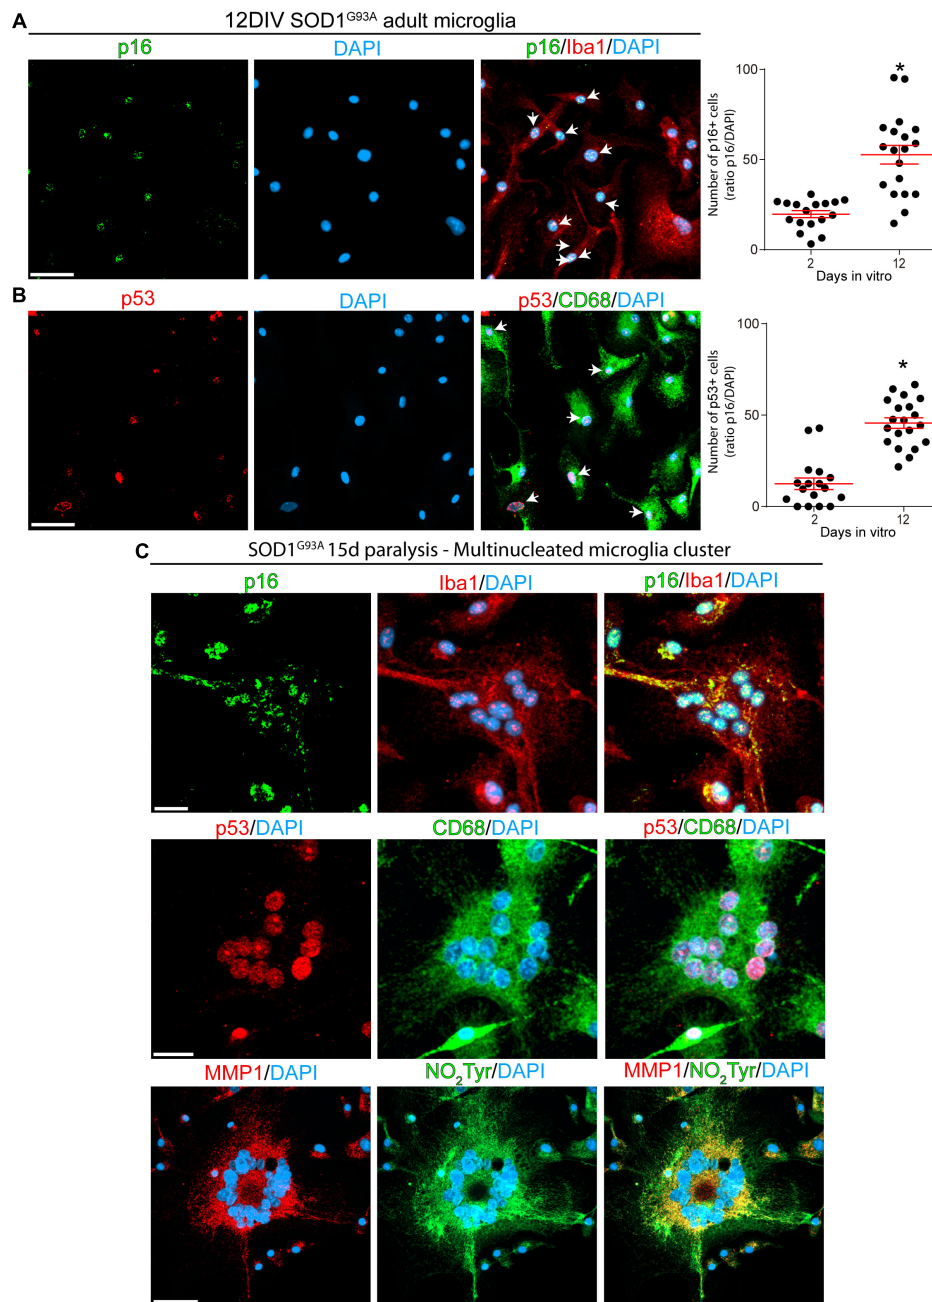 A
12DIV SOD1G93A adult microglia
p16
DAPI
p16/Iba1/DAPI
100
50
0
Number of p16+ cells
(ratio p16/DAPI)
*
2
12
Days in vitro
B
p53
DAPI
p53/CD68/DAPI
100
50
0
Number of p53+ cells
(ratio p16/DAPI)
*
2
12
Days in vitro
C
SOD1G93A 15d paralysis - Multinucleated microglia cluster
p16
Iba1/DAPI
p16/Iba1/DAPI
p53/DAPI
CD68/DAPI
p53/CD68/DAPI
MMP1/DAPI
NO2Tyr/DAPI
MMP1/NO2Tyr/DAPI